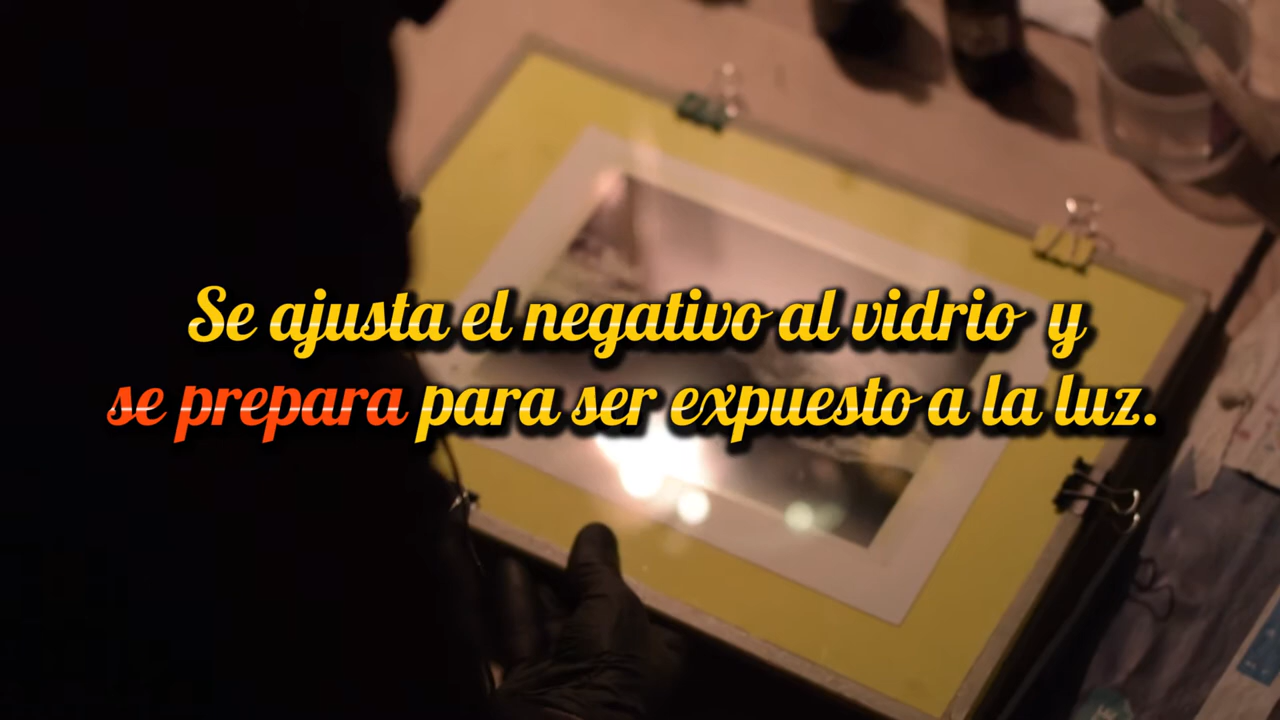 Se ajusta el negativo al vidrio y
se prepara para ser expuesto a la luz.